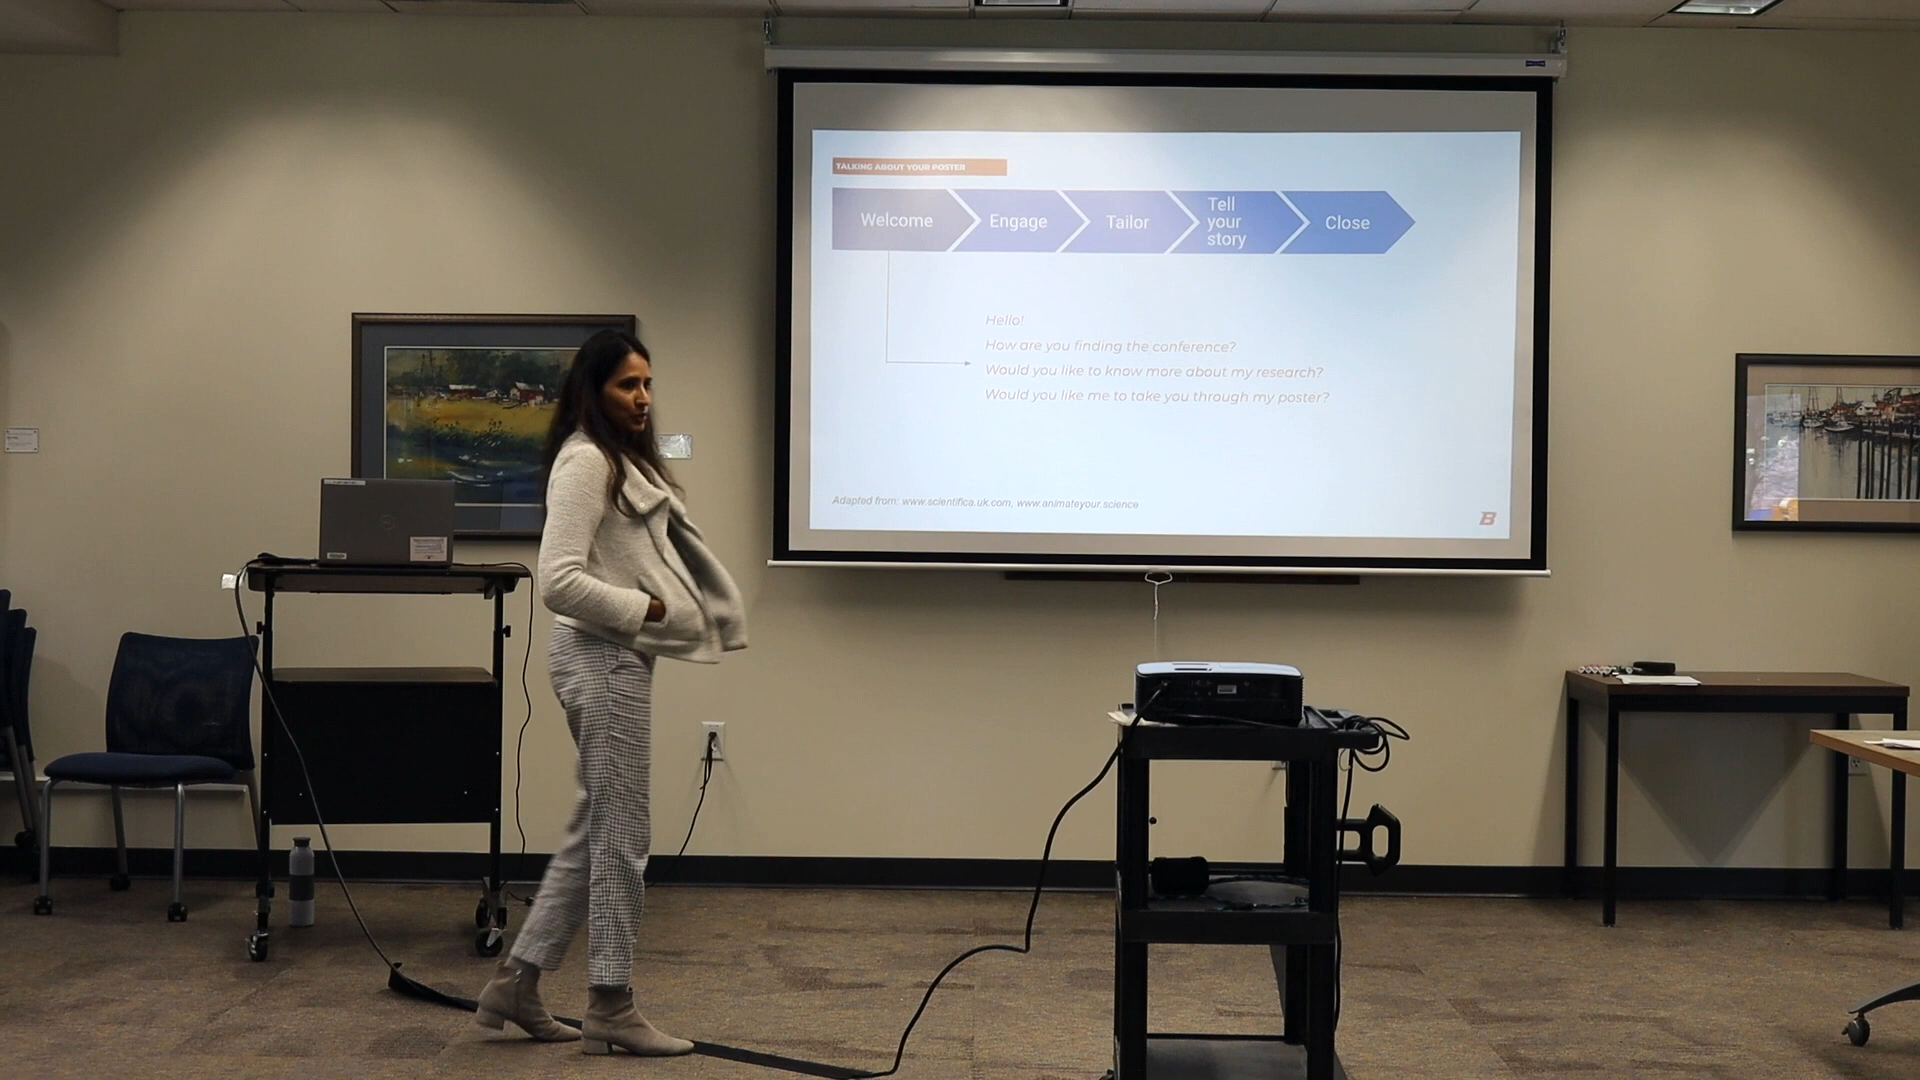 TALKING ABOUT YOUR POSTER
Welcome
Engage
Tailor
Tell
your
story
Close
Hello!
How are you finding the conference?
Would you like to know more about my research?
Would you like me to take you through my poster?
Adapted from: www.scientifica.uk.com, www.animateyour.science
B